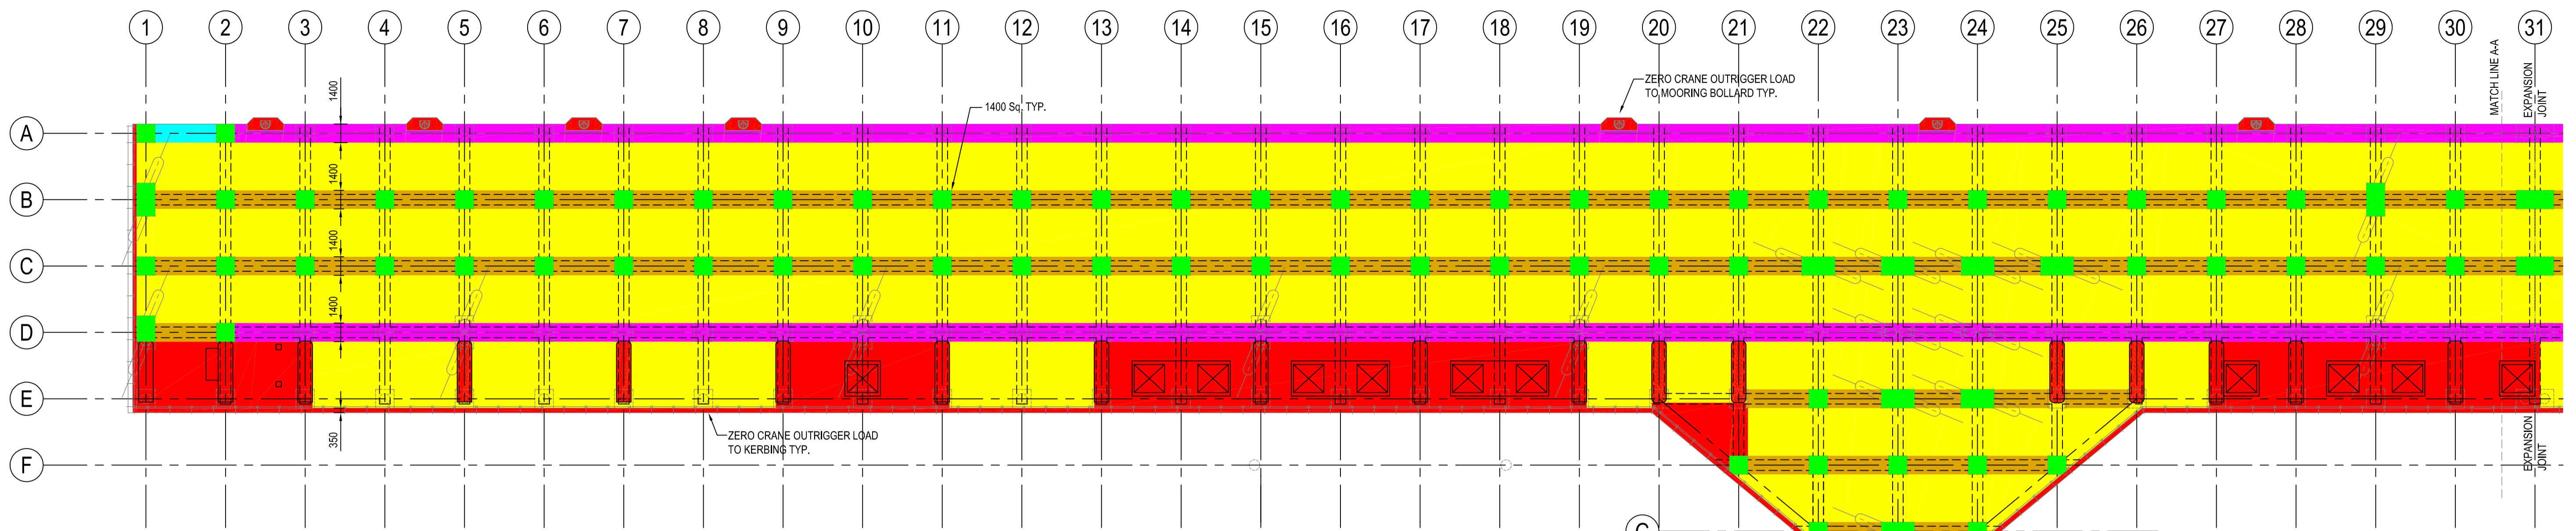 1 2 3 4 5 6 7 8 9 10 11 12 13 14 15 16 17 18 19 20 21 22 23 24 25 26 27 28 29 30 31
MATCH LINE A-A
EXPANSION
JOINT
ZERO CRANE OUTRIGGER LOAD
TO MOORING BOLLARD TYP.
1400
1400 Sq. TYP.
A
1400
B
1400
C
1400
D
E
350
ZERO CRANE OUTRIGGER LOAD
TO KERBING TYP.
EXPANSION
JOINT
F